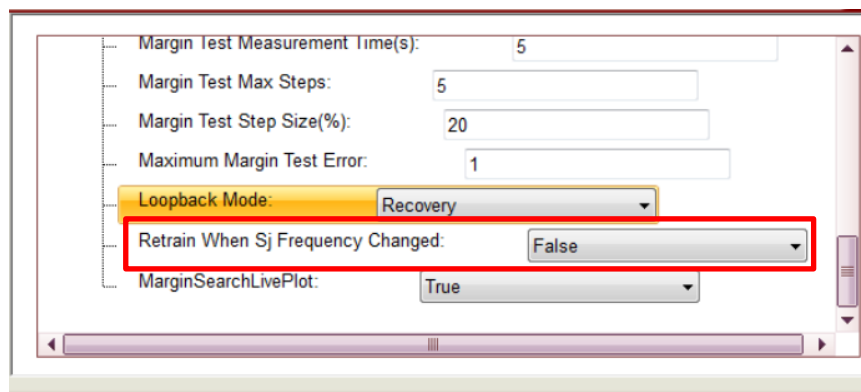 Margin Test Measurement Time(s): 5
Margin Test Max Steps: 5
Margin Test Step Size(%): 20
Maximum Margin Test Error: 1
Loopback Mode: Recovery
Retrain When Sj Frequency Changed: False
MarginSearchLivePlot: True